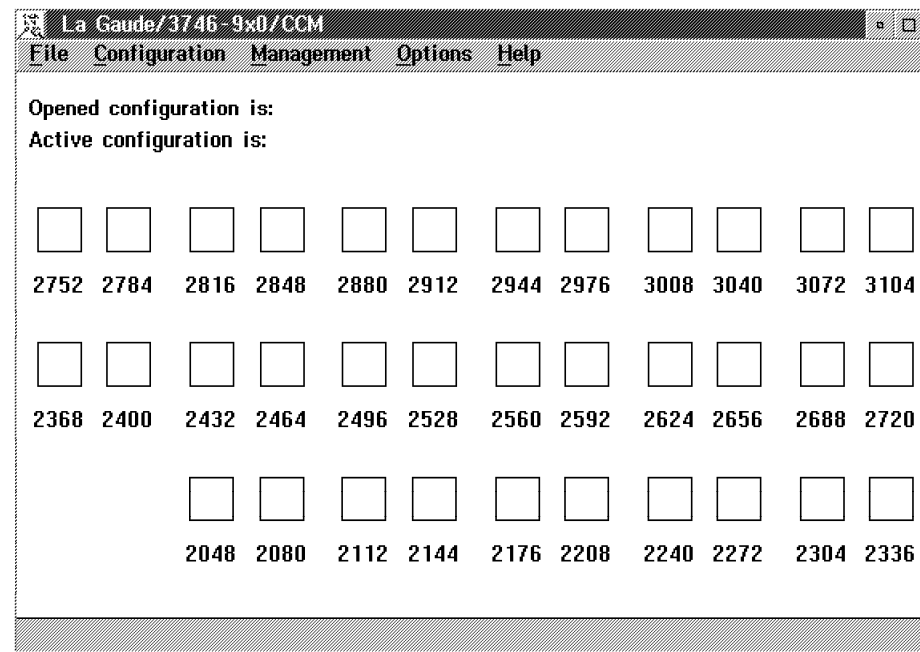 La Gaude/3746-9x0/CCM
File Configuration Management Options Help
Opened configuration is:
Active configuration is:
2752 2784 2816 2848 2880 2912 2944 2976 3008 3040 3072 3104
2368 2400 2432 2464 2496 2528 2560 2592 2624 2656 2688 2720
2048 2080 2112 2144 2176 2208 2240 2272 2304 2336